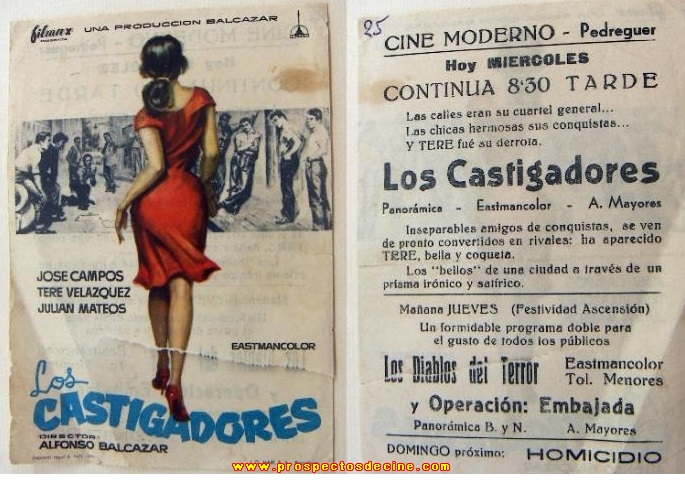 filmax
PRESENTA
UNA PRODUCCION BALCAZAR
JOSE CAMPOS
TERE VELAZQUEZ
JULIAN MATEOS
EASTMANCOLOR
Los
CASTIGADORES
DIRECTOR:
ALFONSO BALCAZAR
25
CINE MODERNO - Pedreguer
Hoy MIERCOLES
CONTINUA 8'30 TARDE
Las calles eran su cuartel general...
Las chicas hermosas sus conquistas...
Y TERE fué su derrota.
Los Castigadores
Panorámica - Eastmancolor - A. Mayores
Inseparables amigos de conquistas, se ven
de pronto convertidos en rivales: ha aparecido
TERE, bella y coqueta.
Los "bellos" de una ciudad a través de un
prisma irónico y satírico.
Mañana JUEVES (Festividad Ascensión)
Un formidable programa doble para
el gusto de todos los públicos
Los Diablos del Terror
Eastmancolor
Tol. Menores
y Operación: Embajada
Panorámica B. y N. A. Mayores
DOMINGO próximo: HOMICIDIO
www.prospectosdecine.com